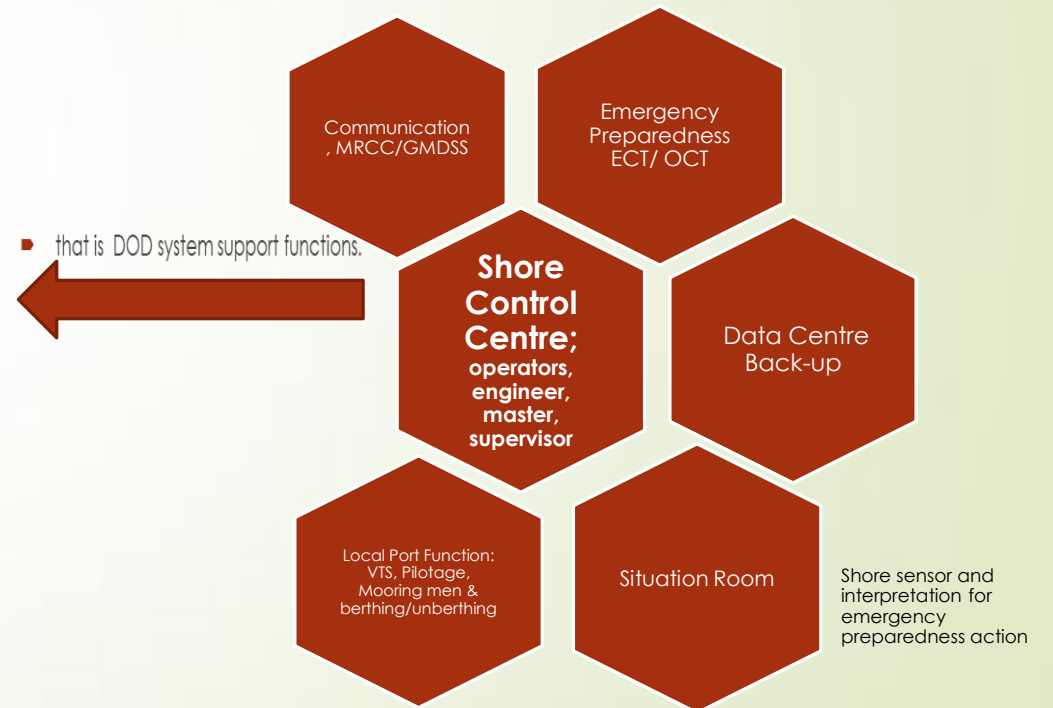 Communication
, MRCC/GMDSS
Emergency
Preparedness
ECT/ OCT
that is DOD system support functions.
Shore
Control
Centre;
operators,
engineer,
master,
supervisor
Data Centre
Back-up
Local Port Function:
VTS, Pilotage,
Mooring men &
berthing/unberthing
Situation Room
Shore sensor and
interpretation for
emergency
preparedness action